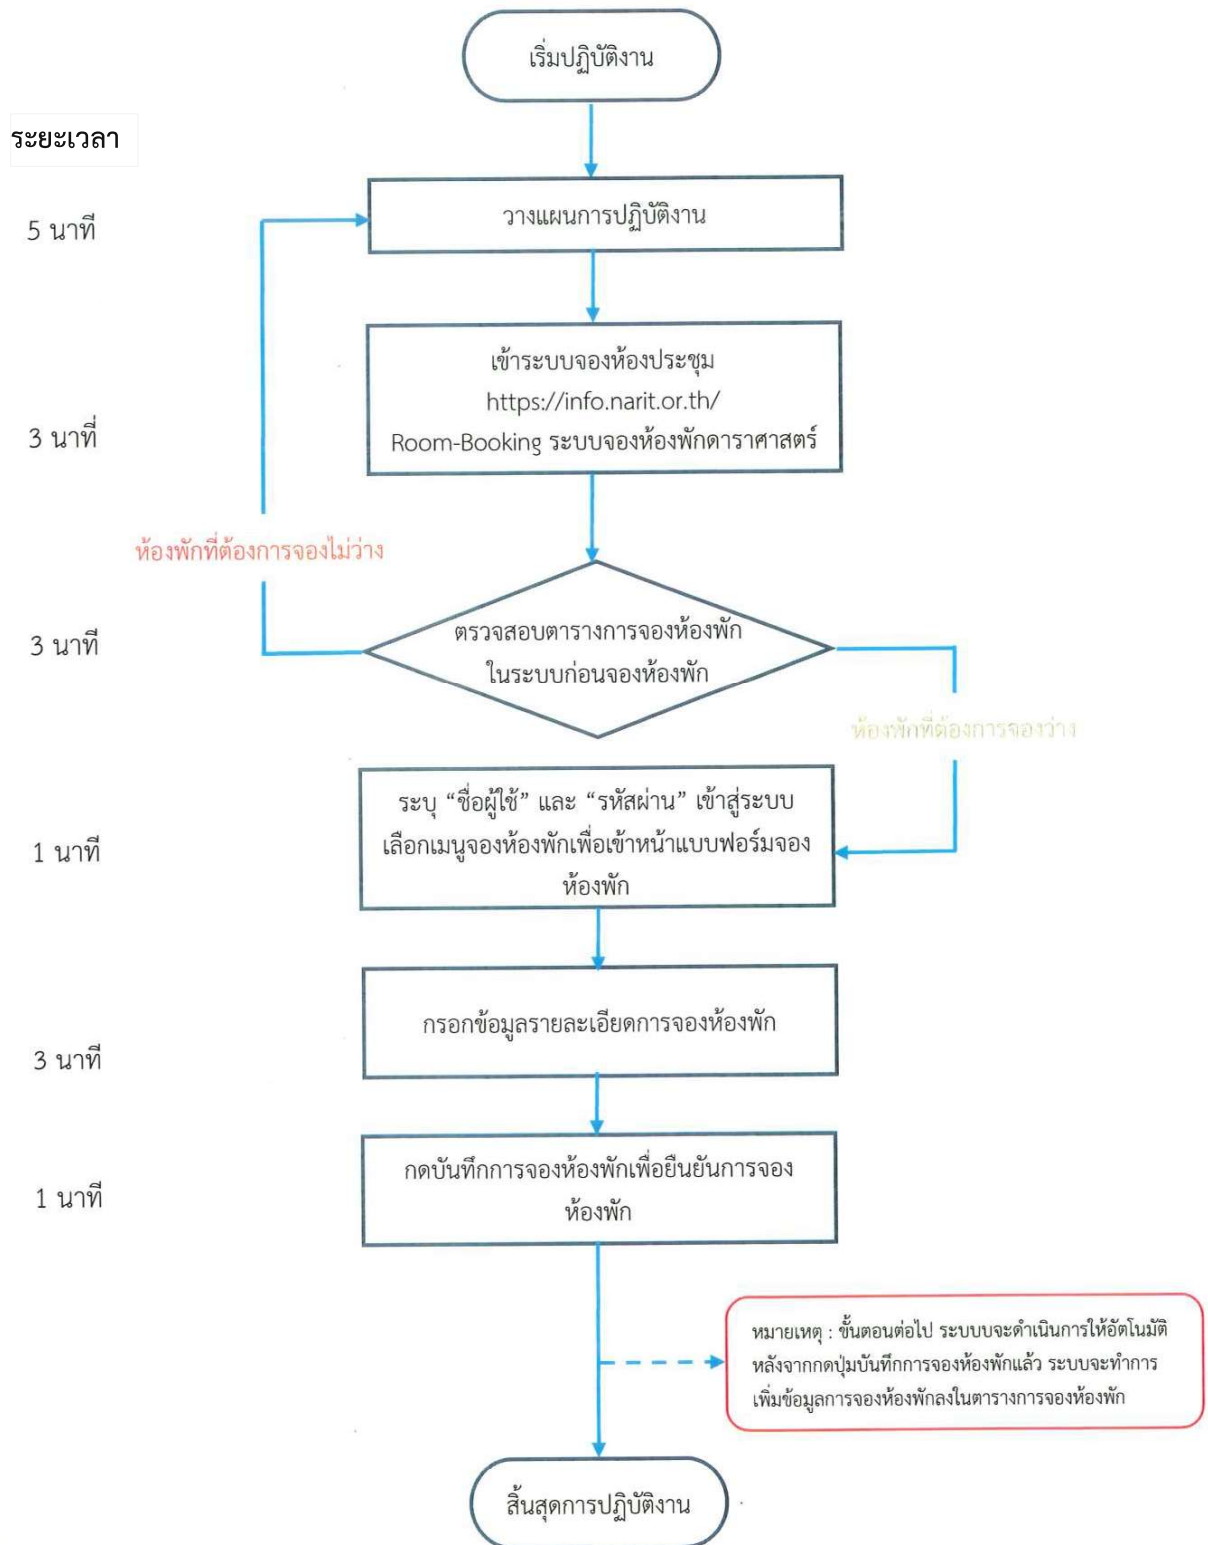 เริ่มปฏิบัติงาน
ระยะเวลา
5 นาที
วางแผนการปฏิบัติงาน
3 นาที่
เข้าระบบจองห้องประชุม
https://info.narit.or.th/
Room-Booking ระบบจองห้องพักดาราศาสตร์
ห้องพักที่ต้องการจองไม่ว่าง
3 นาที
ตรวจสอบตารางการจองห้องพัก
ในระบบก่อนจองห้องพัก
ห้องพักที่ต้องการจองว่าง
1 นาที
ระบุ “ชื่อผู้ใช้” และ “รหัสผ่าน” เข้าสู่ระบบ
เลือกเมนูจองห้องพักเพื่อเข้าหน้าแบบฟอร์มจอง
ห้องพัก
3 นาที
กรอกข้อมูลรายละเอียดการจองห้องพัก
1 นาที
กดบันทึกการจองห้องพักเพื่อยืนยันการจอง
ห้องพัก
หมายเหตุ : ขั้นตอนต่อไป ระบบบจะดำเนินการให้อัตโนมัติ
หลังจากกดปุ่มบันทึกการจองห้องพักแล้ว ระบบจะทำการ
เพิ่มข้อมูลการจองห้องพักลงในตารางการจองห้องพัก
สิ้นสุดการปฏิบัติงาน